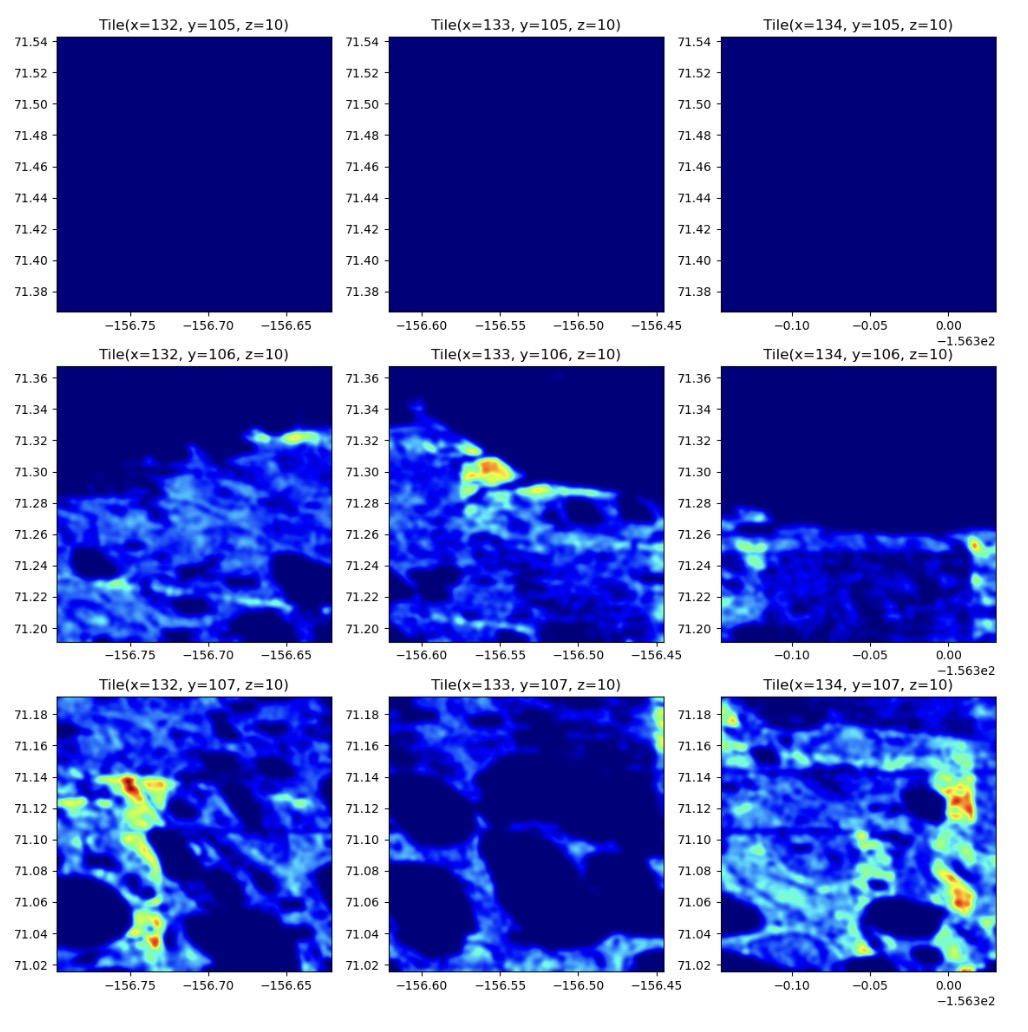 Tile(x=132, y=105, z=10) Tile(x=133, y=105, z=10) Tile(x=134, y=105, z=10)
71.54 71.54 71.54
71.52 71.52 71.52
71.50 71.50 71.50
71.48 71.48 71.48
71.46 71.46 71.46
71.44 71.44 71.44
71.42 71.42 71.42
71.40 71.40 71.40
71.38 71.38 71.38
−156.75 −156.70 −156.65 −156.60 −156.55 −156.50 −156.45 −0.10 −0.05 0.00
−1.563e2
Tile(x=132, y=106, z=10) Tile(x=133, y=106, z=10) Tile(x=134, y=106, z=10)
71.36 71.36 71.36
71.34 71.34 71.34
71.32 71.32 71.32
71.30 71.30 71.30
71.28 71.28 71.28
71.26 71.26 71.26
71.24 71.24 71.24
71.22 71.22 71.22
71.20 71.20 71.20
−156.75 −156.70 −156.65 −156.60 −156.55 −156.50 −156.45 −0.10 −0.05 0.00
−1.563e2
Tile(x=132, y=107, z=10) Tile(x=133, y=107, z=10) Tile(x=134, y=107, z=10)
71.18 71.18 71.18
71.16 71.16 71.16
71.14 71.14 71.14
71.12 71.12 71.12
71.10 71.10 71.10
71.08 71.08 71.08
71.06 71.06 71.06
71.04 71.04 71.04
71.02 71.02 71.02
−156.75 −156.70 −156.65 −156.60 −156.55 −156.50 −156.45 −0.10 −0.05 0.00
−1.563e2